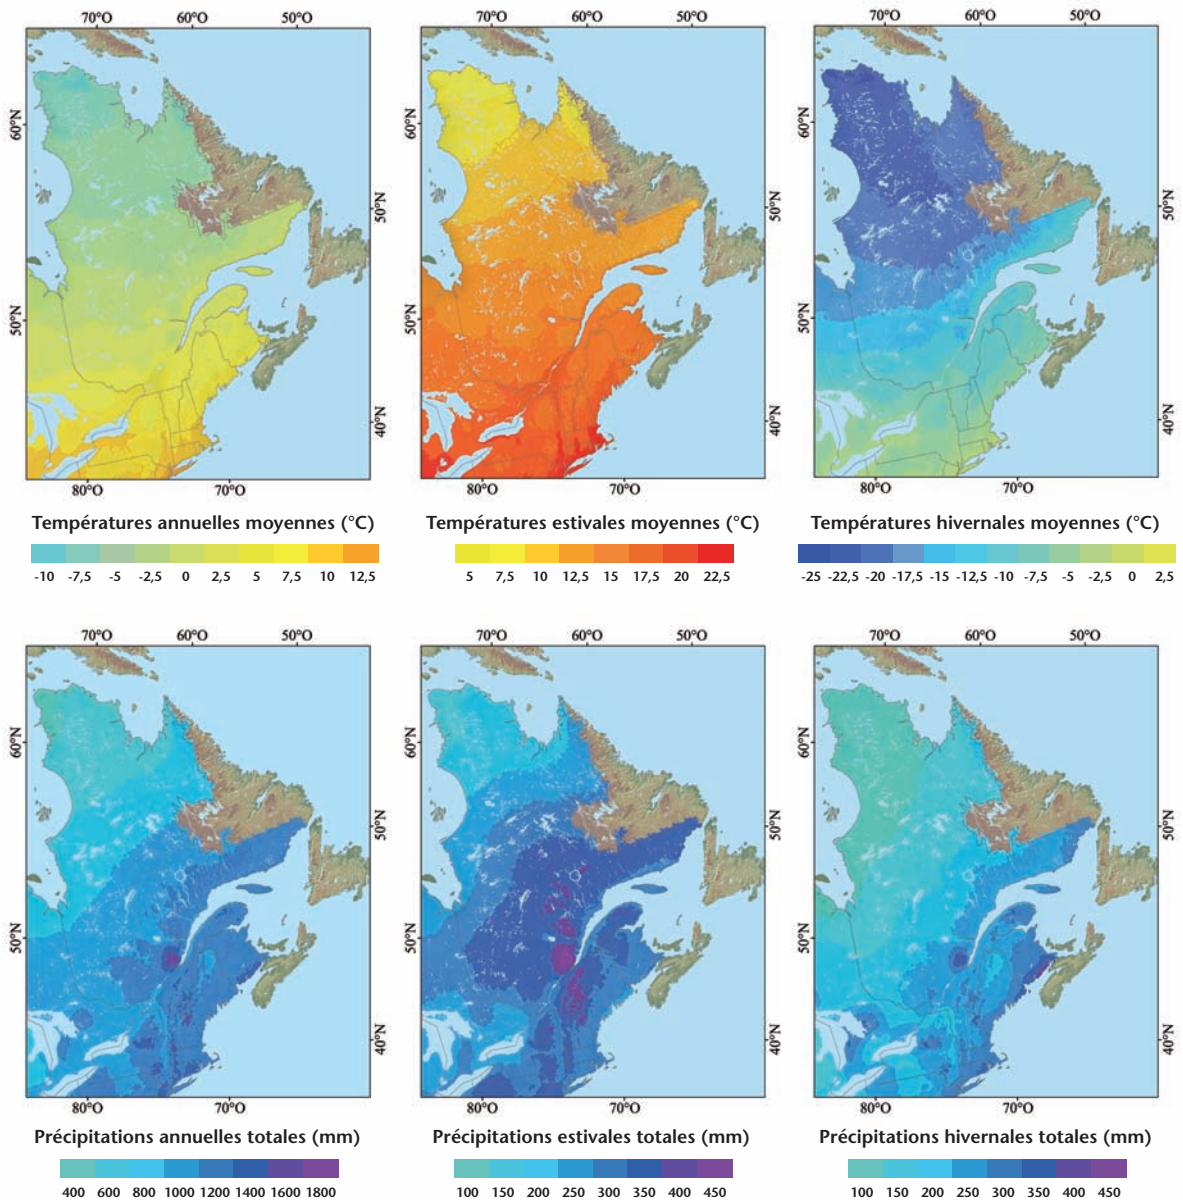 70°O 60°O 50°O
60°N
50°N
50°N
40°N
80°O 70°O
Températures annuelles moyennes (°C)
-10 -7,5 -5 -2,5 0 2,5 5 7,5 10 12,5
70°O 60°O 50°O
60°N
50°N
50°N
40°N
80°O 70°O
Températures estivales moyennes (°C)
5 7,5 10 12,5 15 17,5 20 22,5
70°O 60°O 50°O
60°N
50°N
50°N
40°N
80°O 70°O
Températures hivernales moyennes (°C)
-25 -22,5 -20 -17,5 -15 -12,5 -10 -7,5 -5 -2,5 0 2,5
70°O 60°O 50°O
60°N
50°N
50°N
40°N
80°O 70°O
Précipitations annuelles totales (mm)
400 600 800 1000 1200 1400 1600 1800
70°O 60°O 50°O
60°N
50°N
50°N
40°N
80°O 70°O
Précipitations estivales totales (mm)
100 150 200 250 300 350 400 450
70°O 60°O 50°O
60°N
50°N
50°N
40°N
80°O 70°O
Précipitations hivernales totales (mm)
100 150 200 250 300 350 400 450